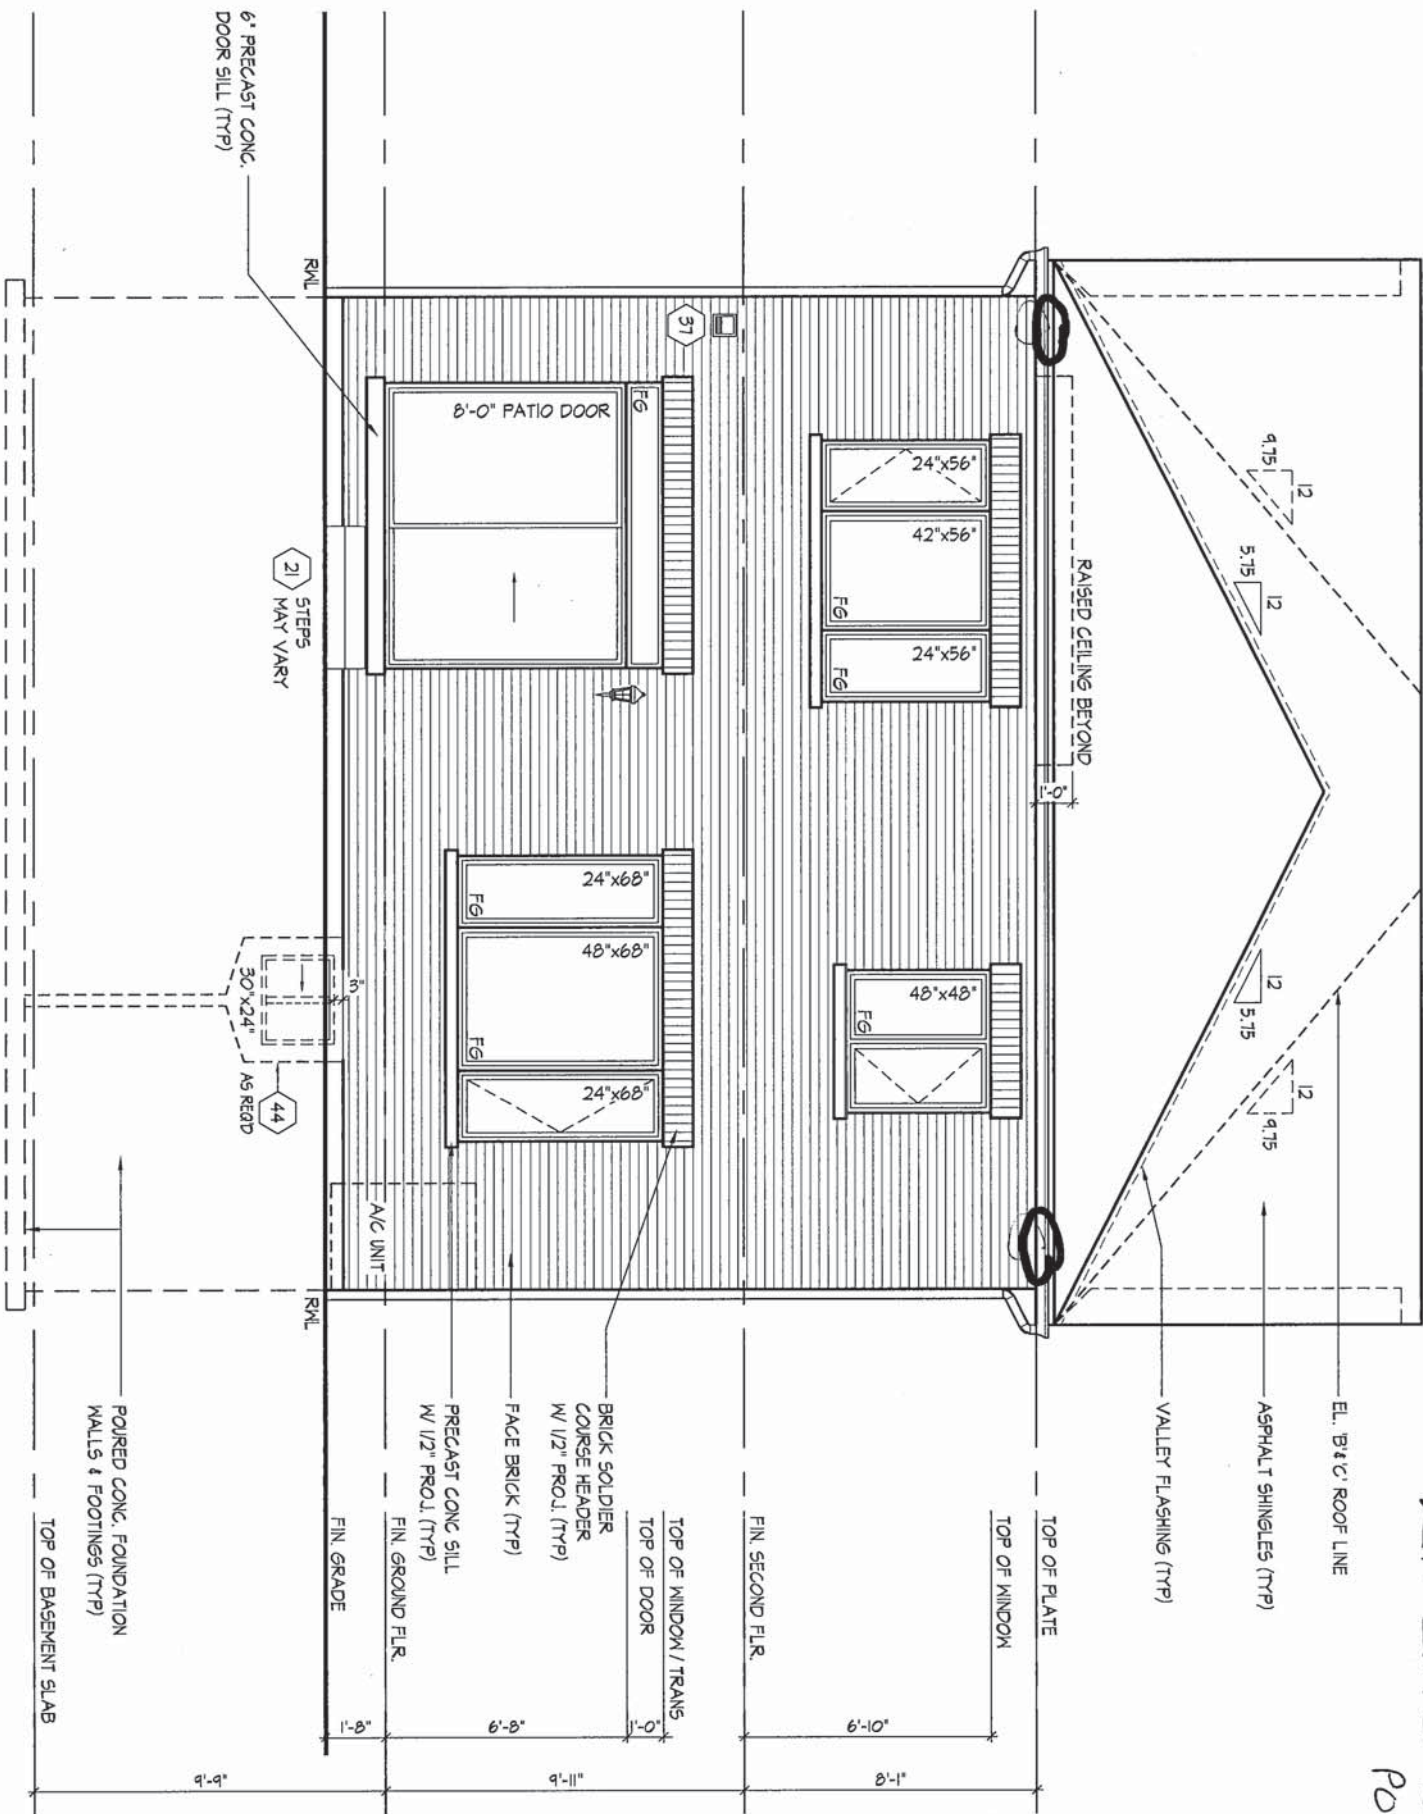 PO
EL. 'B'&'C' ROOF LINE
ASPHALT SHINGLES (TYP)
VALLEY FLASHING (TYP)
12
9.75
12
5.75
12
5.75
12
9.75
RAISED CEILING BEYOND
1'-0"
TOP OF PLATE
TOP OF WINDOW
24"x56"
42"x56"
FG
24"x56"
FG
48"x48"
FG
6'-10"
8'-1"
FIN. SECOND FLR.
37
TOP OF WINDOW / TRANS
TOP OF DOOR
FG
8'-0" PATIO DOOR
24"x68"
FG
48"x68"
FG
24"x68"
BRICK SOLDIER
COURSE HEADER
W 1/2" PROJ. (TYP)
FACE BRICK (TYP)
PRECAST CONC SILL
W 1/2" PROJ. (TYP)
1'-0"
6'-8"
9'-11"
FIN. GROUND FLR.
A/C UNIT
1'-8"
FIN. GRADE
RWL
RWL
6" PRECAST CONC.
DOOR SILL (TYP)
21
STEPS
MAY VARY
3"
30"x24"
44
AS REQ'D
9'-9"
POURED CONC. FOUNDATION
WALLS & FOOTINGS (TYP)
TOP OF BASEMENT SLAB